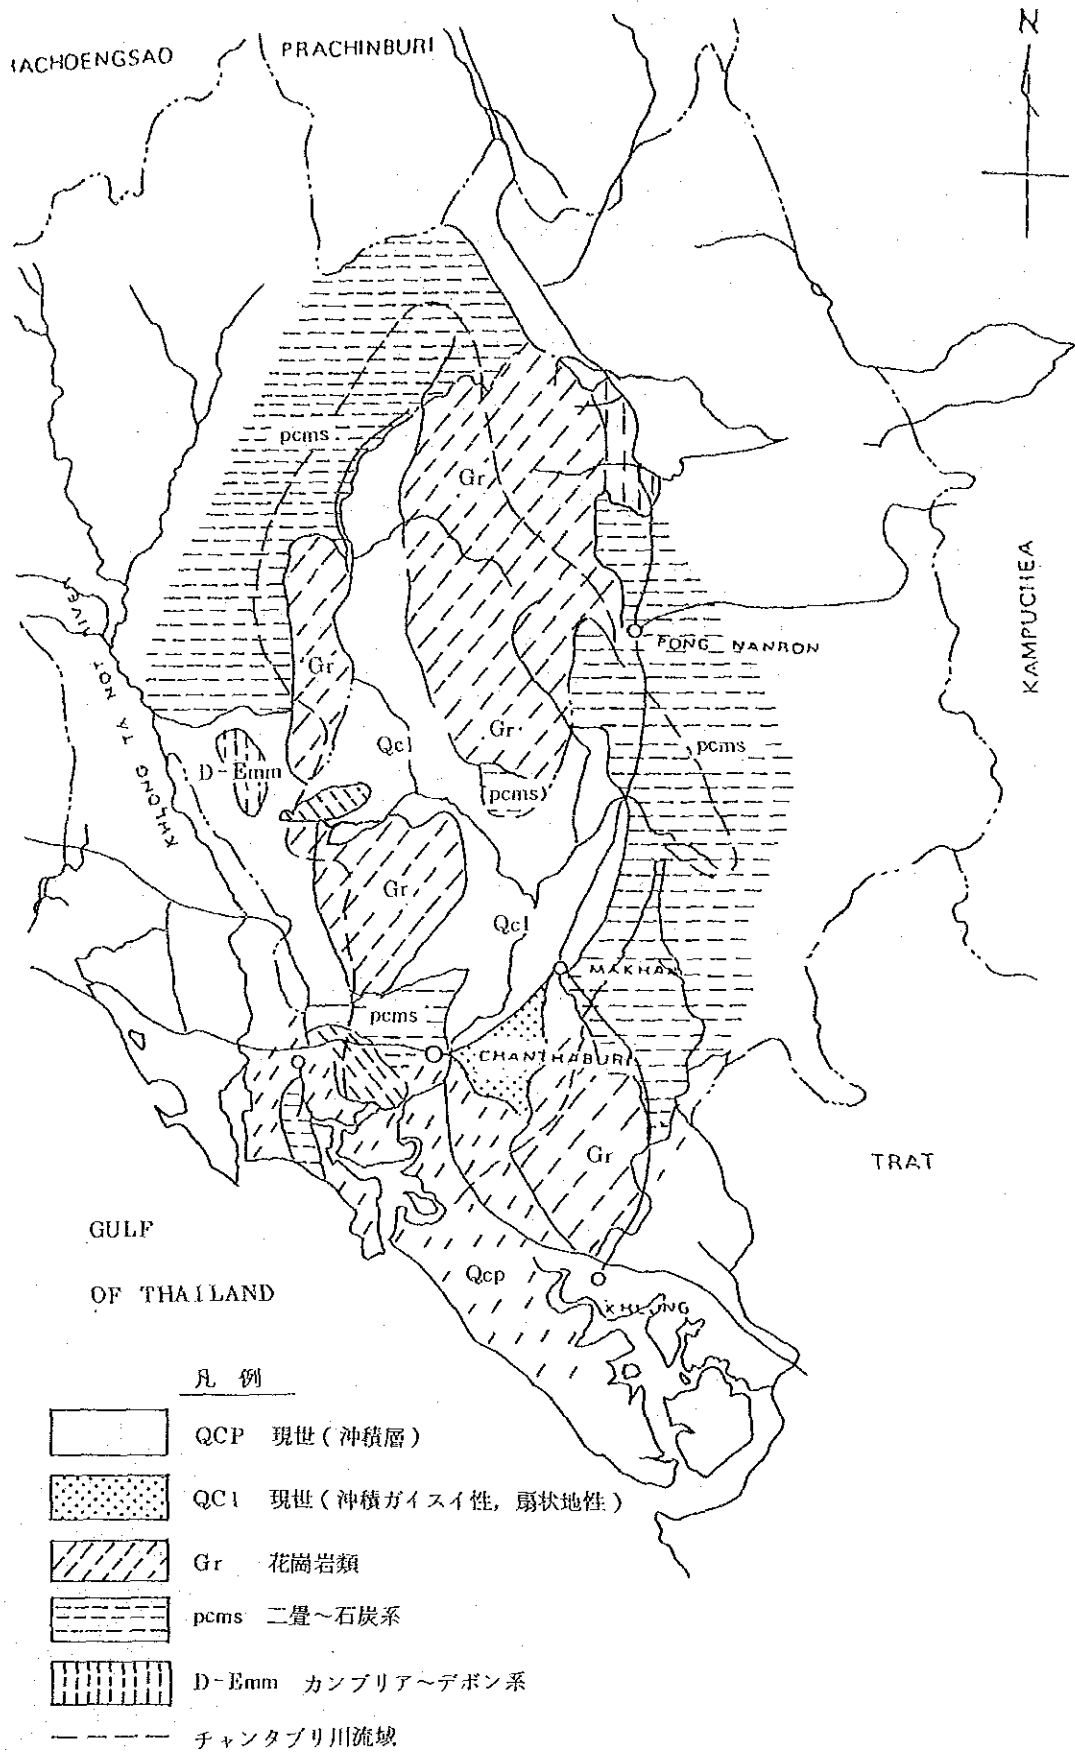 HACHOENGSAO
PRACHINBURI
N
pcms
Gr
KAMPUCHEA
PONG NANRON
Gr
KHLONG TA NOT RIVER
Gr
Qcl
pcms
D-Emm
pcms
Gr
Qcl
MAKHAM
pcms
CHANTHABURI
Gr
TRAT
GULF
OF THAILAND
Qcp
KHLUNG
凡 例
QCP 現世(沖積層)
QCl 現世(沖積ガイスイ性, 扇状地性)
Gr 花崗岩類
pcms 二畳~石炭系
D-Emm カンブリア~デボン系
チャンタブリ川流域